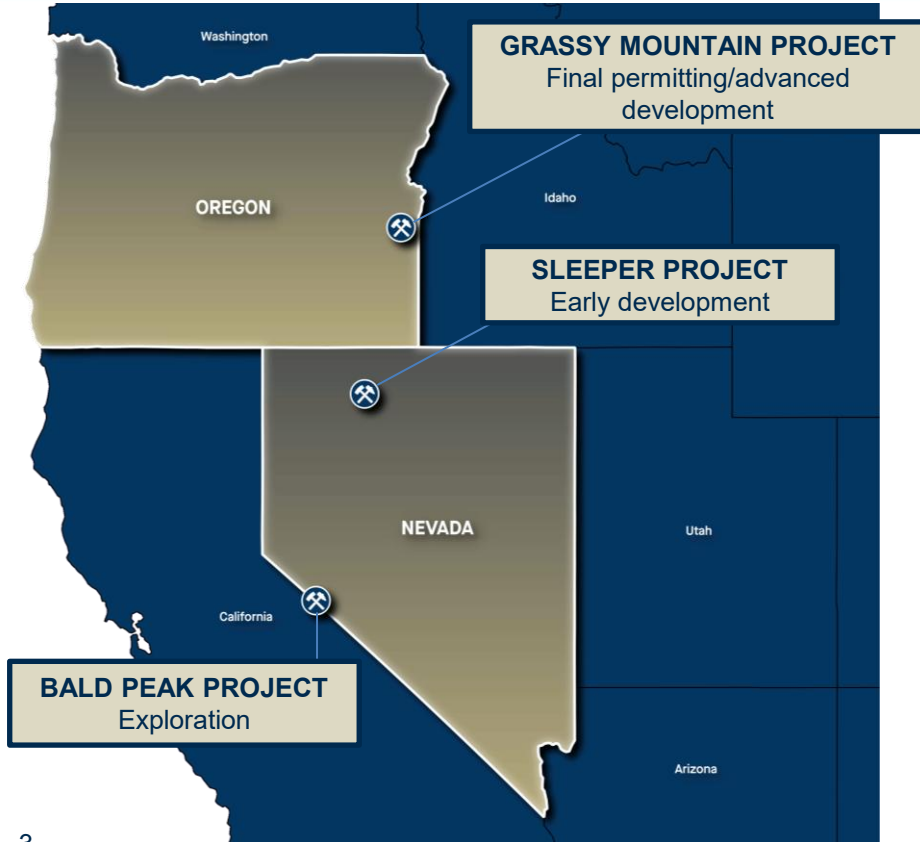 Washington
GRASSY MOUNTAIN PROJECT
Final permitting/advanced
development
Idaho
OREGON
SLEEPER PROJECT
Early development
NEVADA
Utah
California
BALD PEAK PROJECT
Exploration
Arizona
3